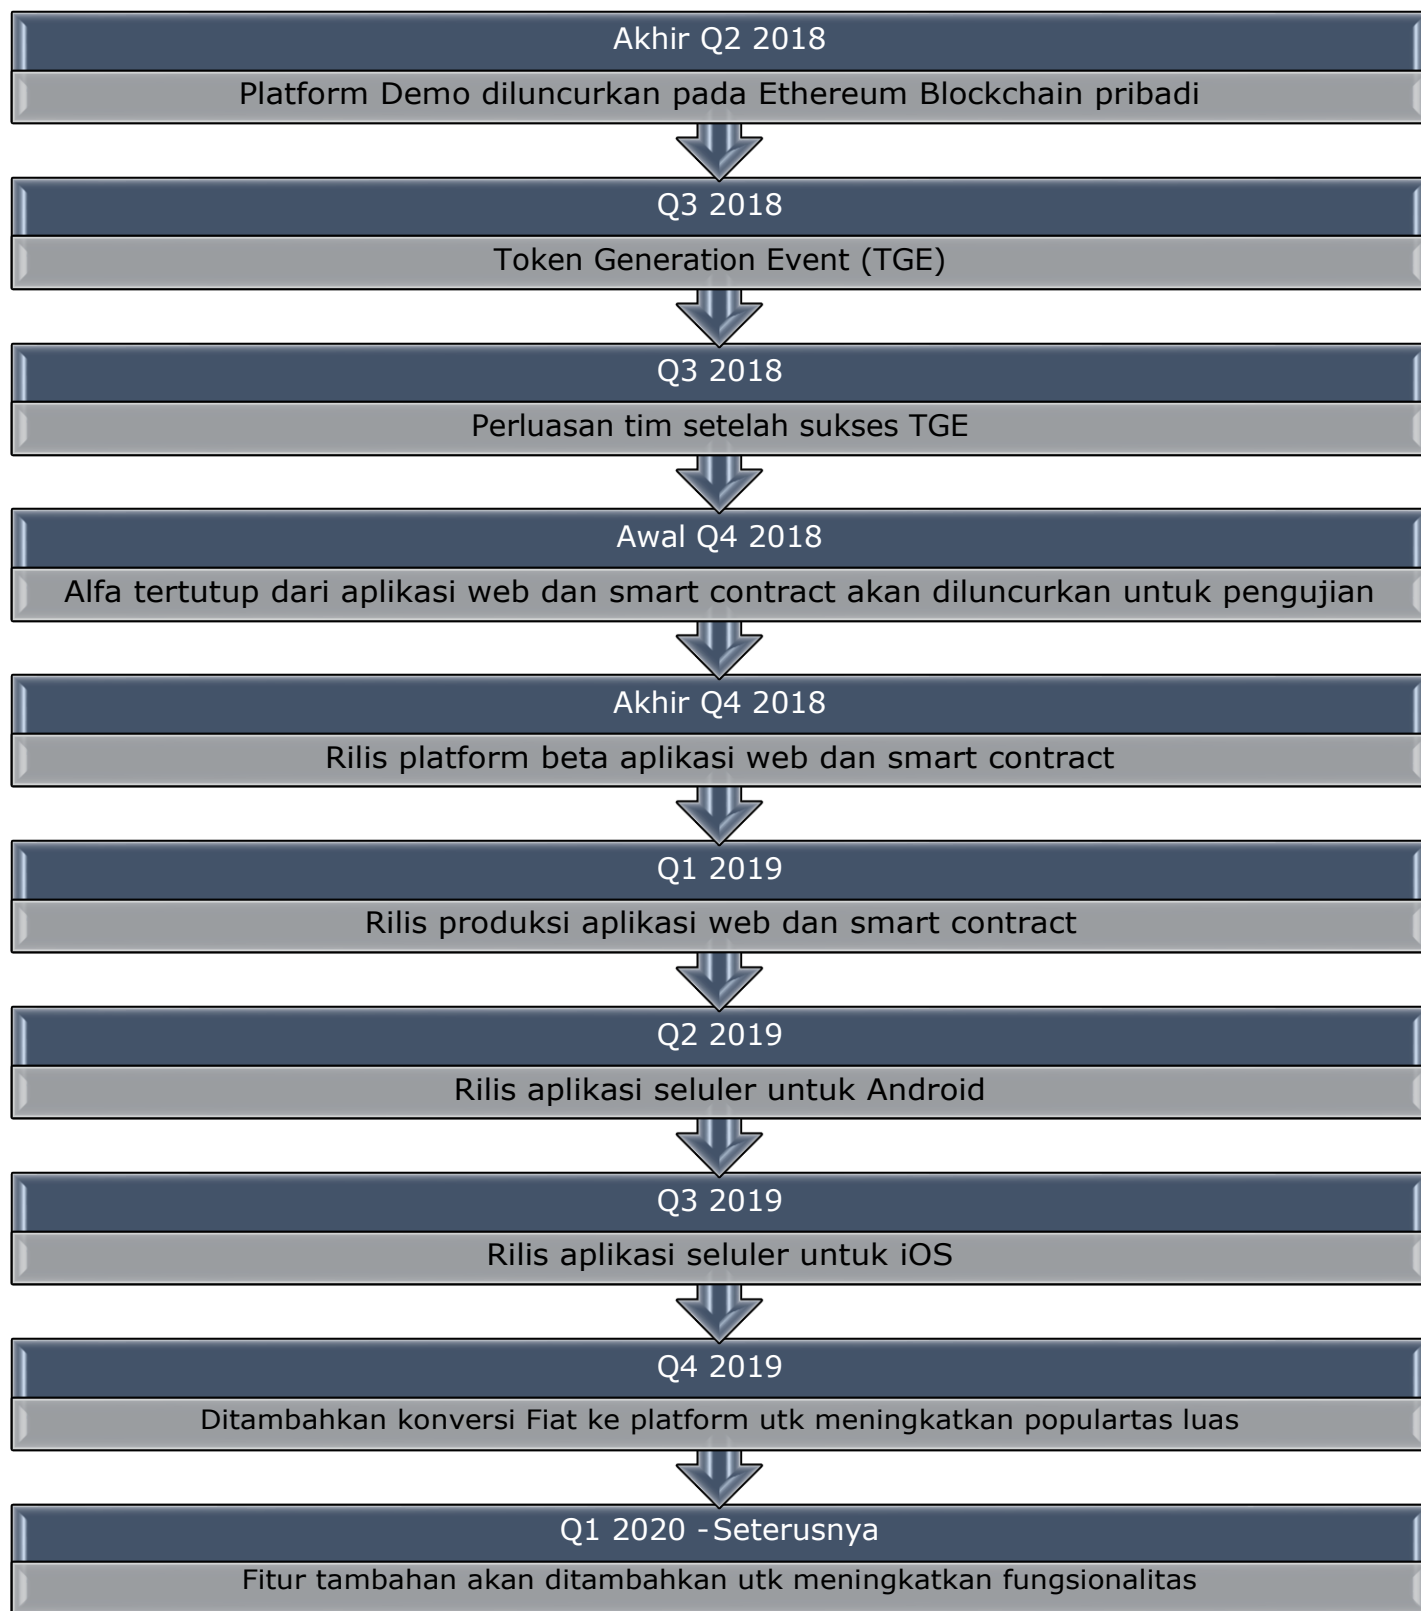 Akhir Q2 2018
Platform Demo diluncurkan pada Ethereum Blockchain pribadi
Q3 2018
Token Generation Event (TGE)
Q3 2018
Perluasan tim setelah sukses TGE
Awal Q4 2018
Alfa tertutup dari aplikasi web dan smart contract akan diluncurkan untuk pengujian
Akhir Q4 2018
Rilis platform beta aplikasi web dan smart contract
Q1 2019
Rilis produksi aplikasi web dan smart contract
Q2 2019
Rilis aplikasi seluler untuk Android
Q3 2019
Rilis aplikasi seluler untuk iOS
Q4 2019
Ditambahkan konversi Fiat ke platform utk meningkatkan populartas luas
Q1 2020 -Seterusnya
Fitur tambahan akan ditambahkan utk meningkatkan fungsionalitas